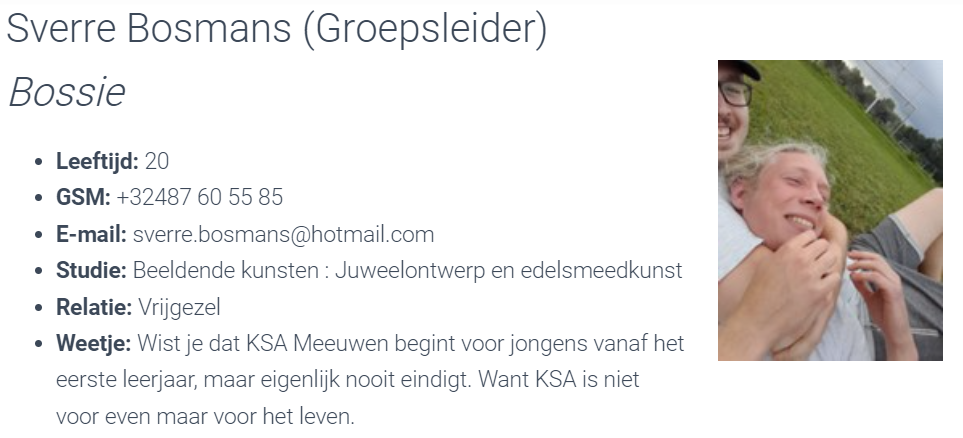 Sverre Bosmans (Groepsleider)
Bossie
• Leeftijd: 20
• GSM: +32487 60 55 85
• E-mail: sverre.bosmans@hotmail.com
• Studie: Beeldende kunsten : Juweelontwerp en edelsmeedkunst
• Relatie: Vrijgezel
• Weetje: Wist je dat KSA Meeuwen begint voor jongens vanaf het
eerste leerjaar, maar eigenlijk nooit eindigt. Want KSA is niet
voor even maar voor het leven.